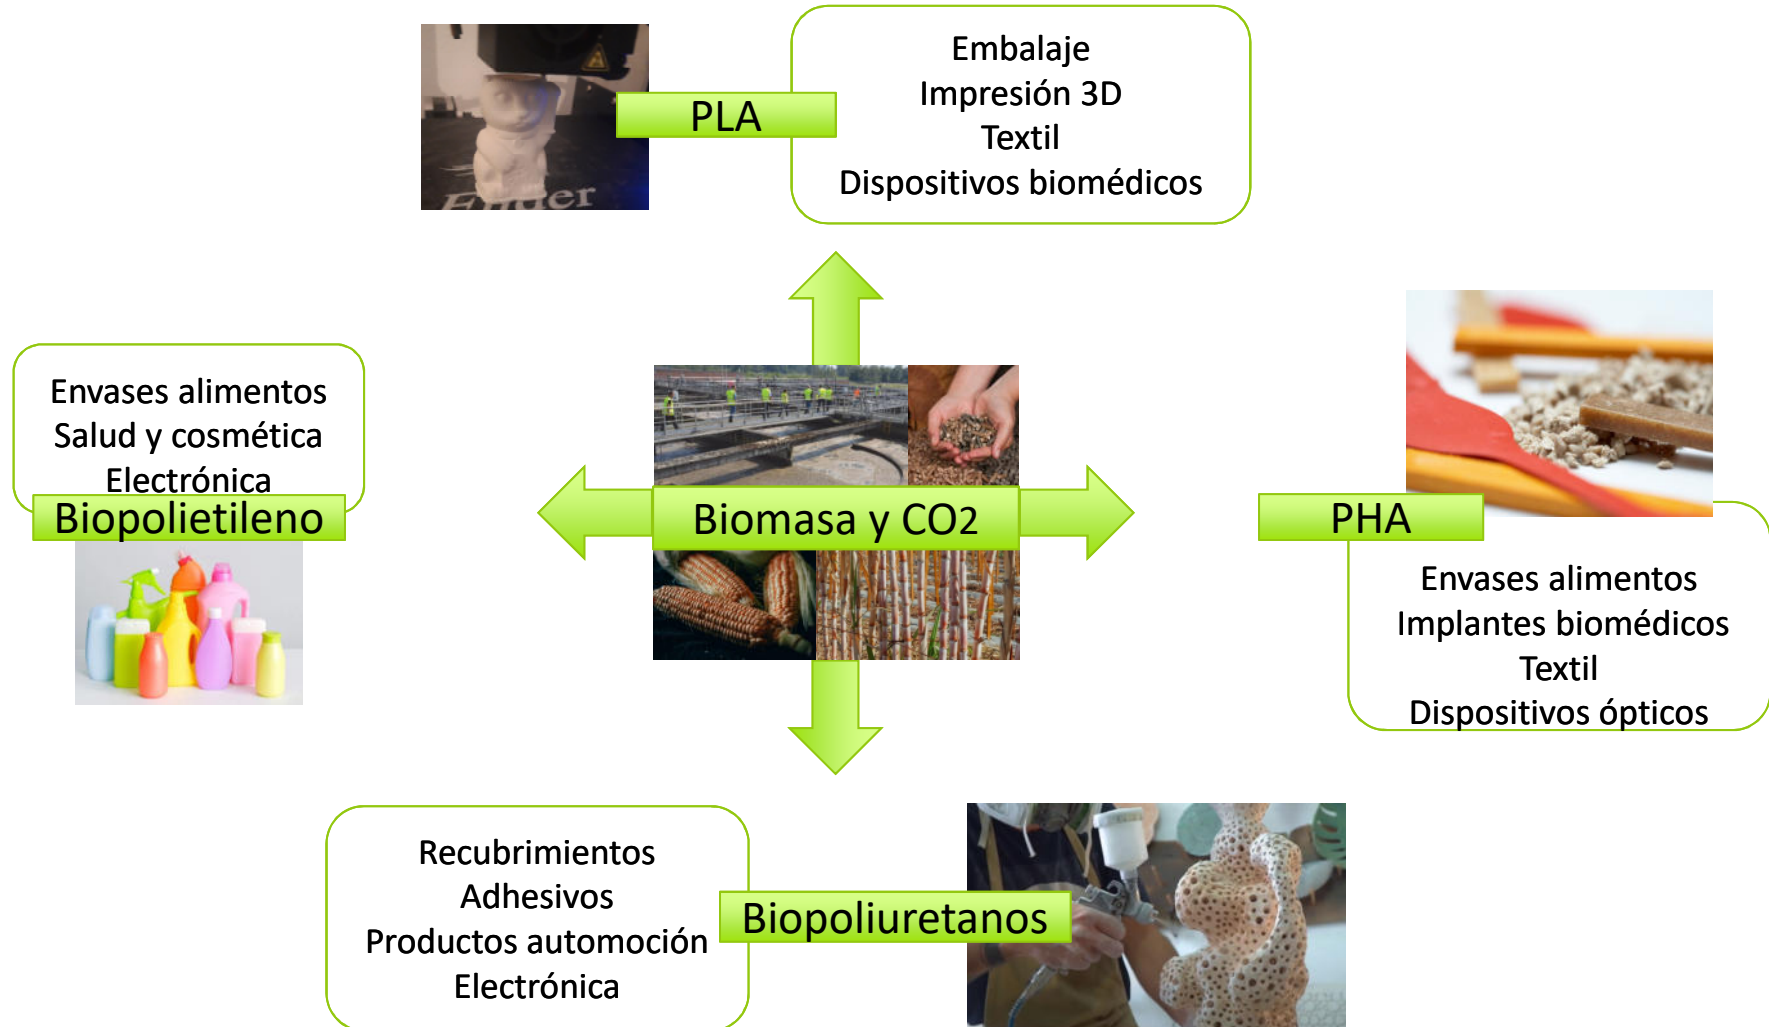 Embalaje
Impresión 3D
Textil
Dispositivos biomédicos
PLA
Ender
Envases alimentos
Salud y cosmética
Electrónica
Biopolietileno
Biomasa y CO2
PHA
Envases alimentos
Implantes biomédicos
Textil
Dispositivos ópticos
Recubrimientos
Adhesivos
Productos automoción
Electrónica
Biopoliuretanos